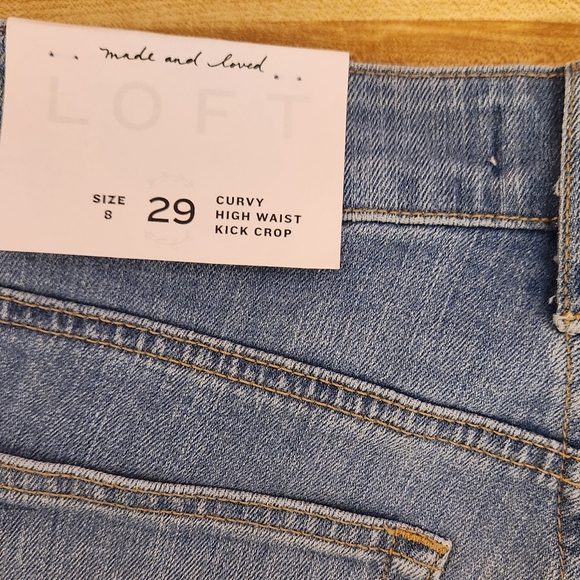 made and loved
LOFT
SIZE 29 CURVY
8 HIGH WAIST
KICK CROP